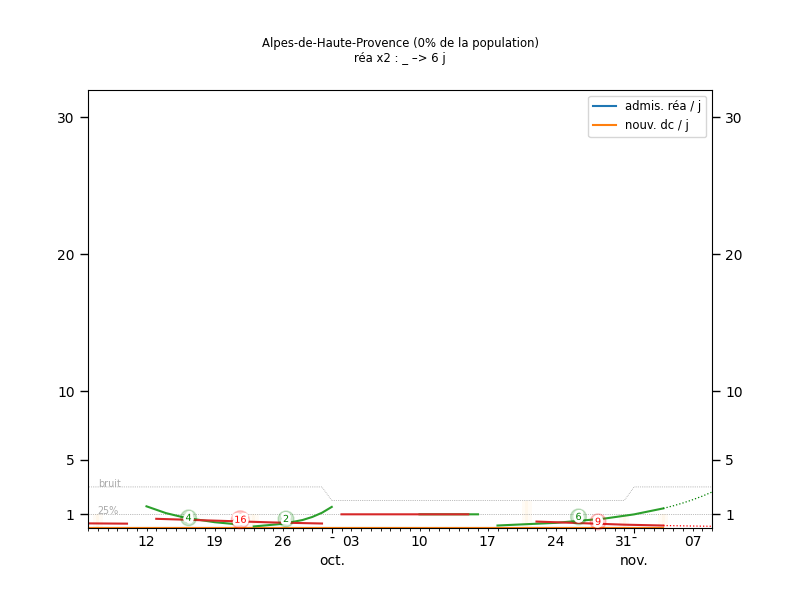 Alpes-de-Haute-Provence (0% de la population)
réa x2 : _ –> 6 j
admis. réa / j
nouv. dc / j
30 30
20 20
10 10
5 5
bruit
25%
1 1
4 16 2 6 9
12 19 26 - 03 10 17 24 31- 07
oct. nov.